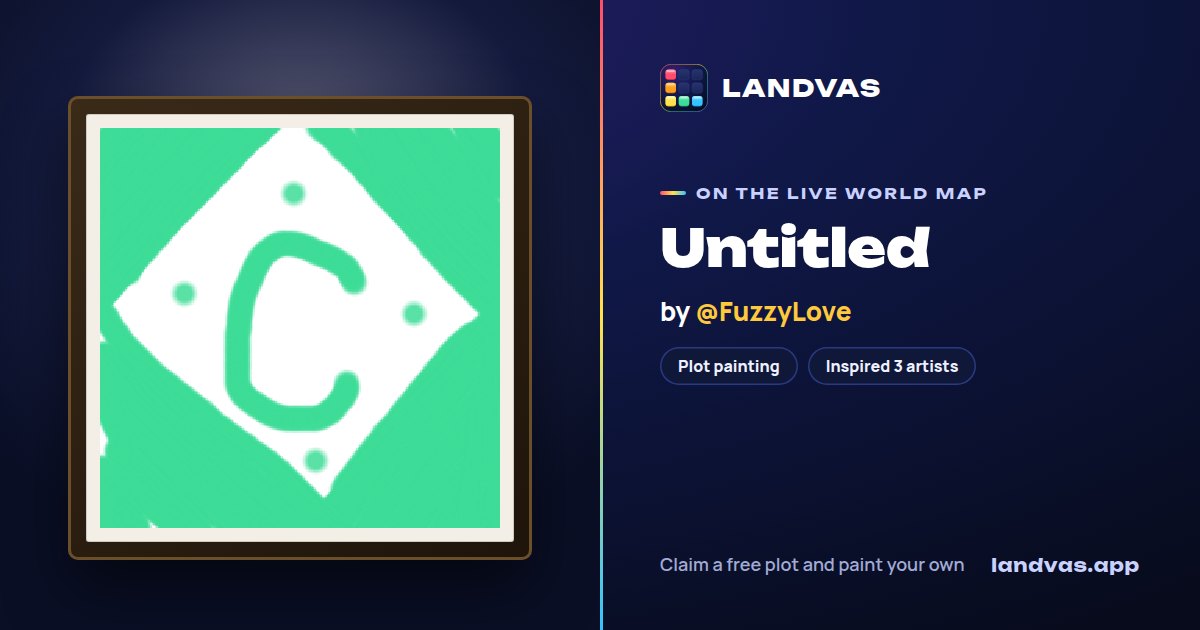 C
LANDVAS
ON THE LIVE WORLD MAP
Untitled
by @FuzzyLove
Plot painting
Inspired 3 artists
Claim a free plot and paint your own
landvas.app